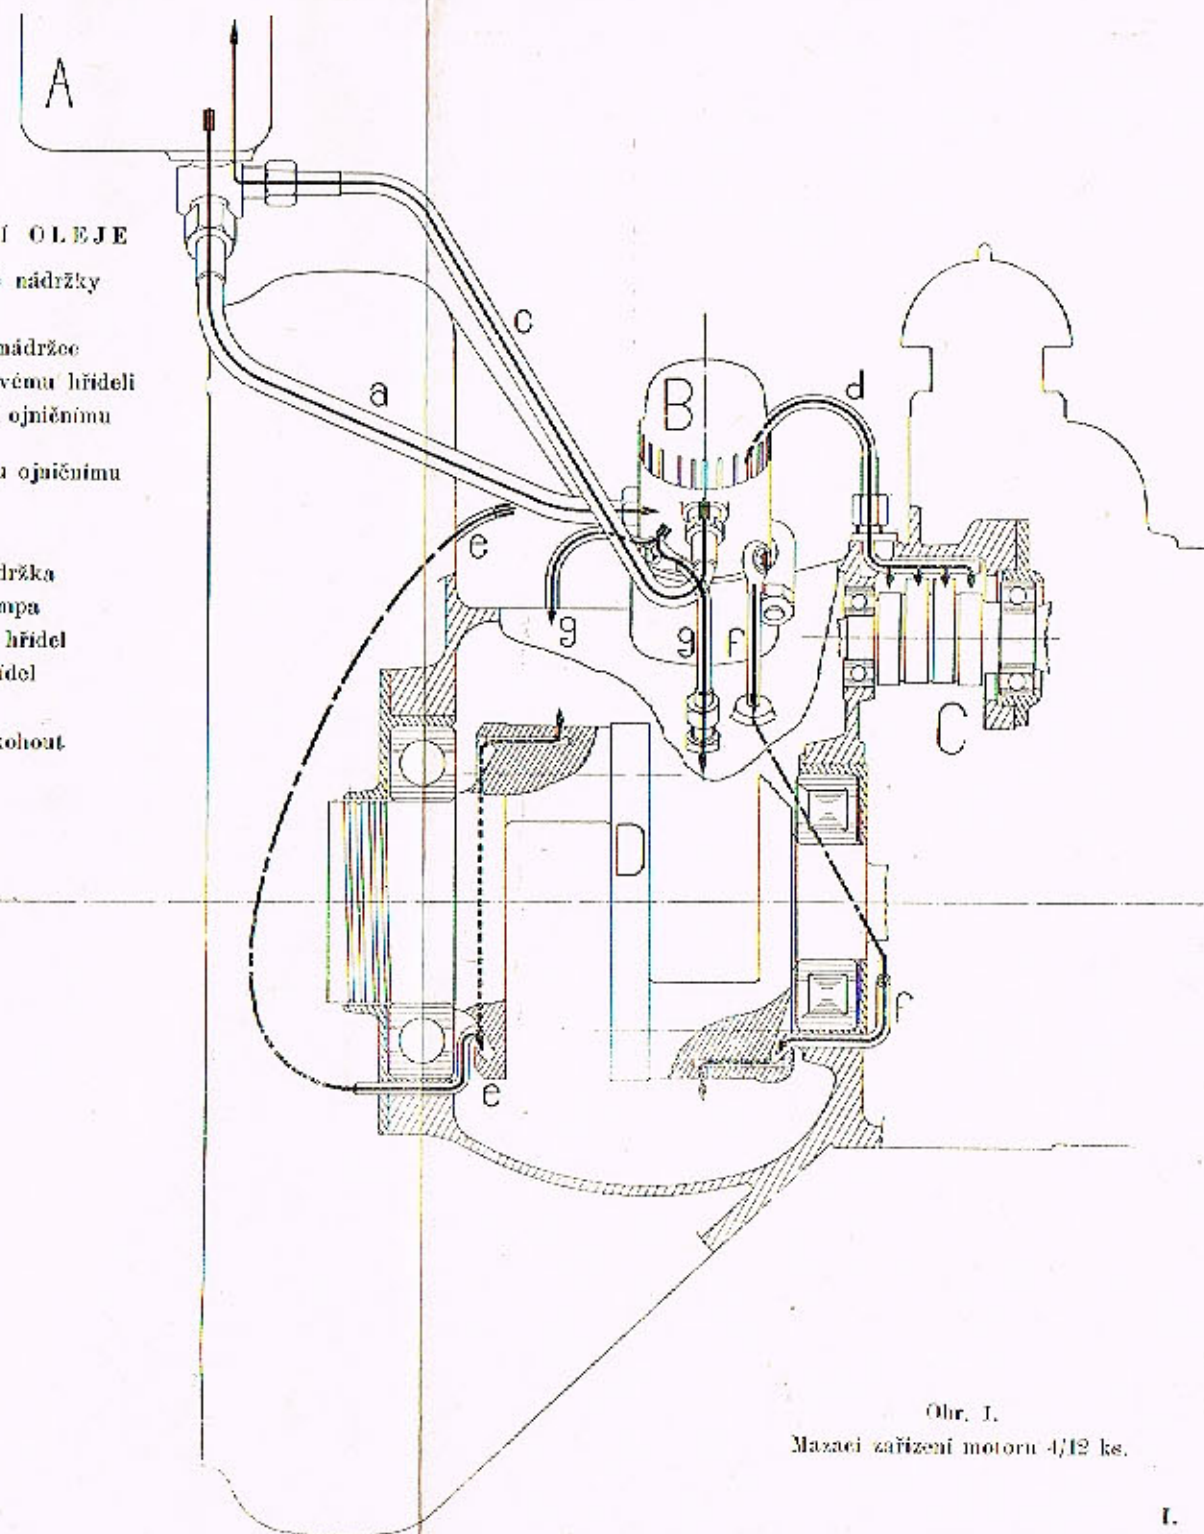 A
í OLEJE
nádržky
nádržce
vému hřídeli
ojničnímu
u ojničnímu
držka
mpa
hřídel
ídel
kohout
c
a
B
d
e
g
g
f
C
D
f
e
Obr. I.
Mazací zařízení motoru 4/12 ks.
I.